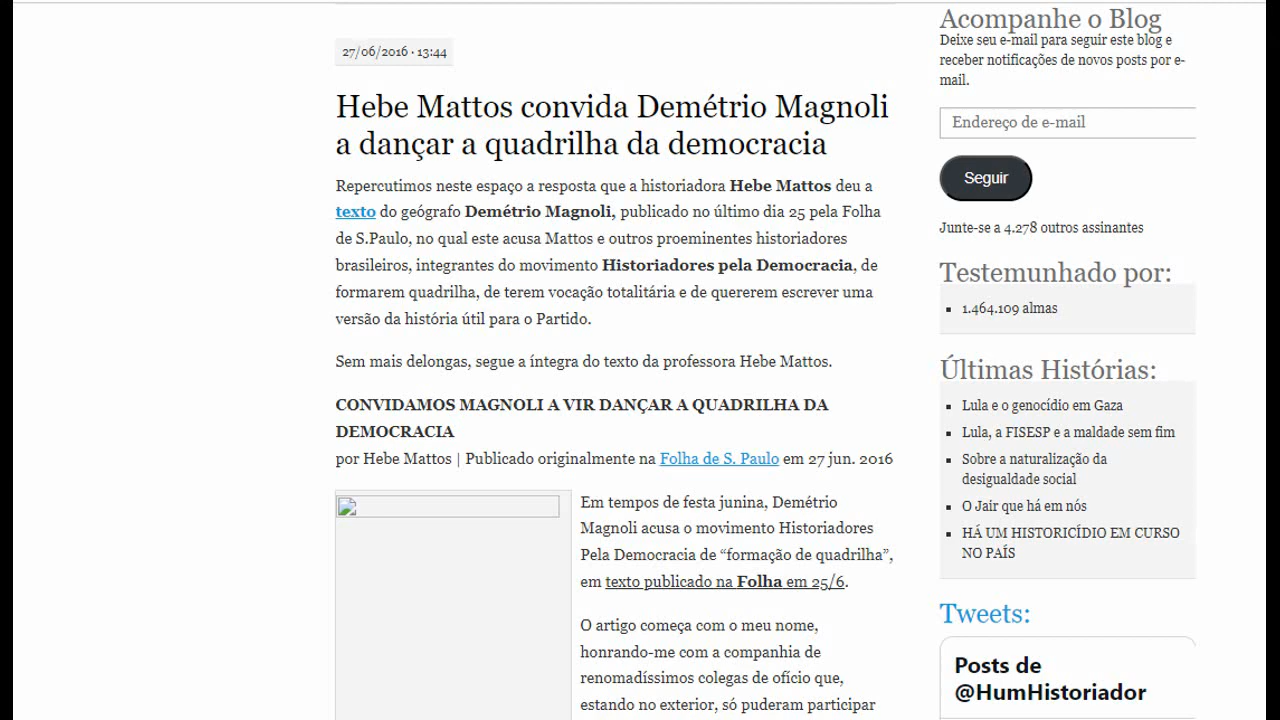 27/06/2016 · 13:44
Hebe Mattos convida Demétrio Magnoli
a dançar a quadrilha da democracia
Repercutimos neste espaço a resposta que a historiadora Hebe Mattos deu a
texto do geógrafo Demétrio Magnoli, publicado no último dia 25 pela Folha
de S.Paulo, no qual este acusa Mattos e outros proeminentes historiadores
brasileiros, integrantes do movimento Historiadores pela Democracia, de
formarem quadrilha, de terem vocação totalitária e de quererem escrever uma
versão da história útil para o Partido.
Sem mais delongas, segue a íntegra do texto da professora Hebe Mattos.
CONVIDAMOS MAGNOLI A VIR DANÇAR A QUADRILHA DA
DEMOCRACIA
por Hebe Mattos | Publicado originalmente na Folha de S. Paulo em 27 jun. 2016
Em tempos de festa junina, Demétrio
Magnoli acusa o movimento Historiadores
Pela Democracia de “formação de quadrilha”,
em texto publicado na Folha em 25/6.
O artigo começa com o meu nome,
honrando-me com a companhia de
renomadíssimos colegas de ofício que,
estando no exterior, só puderam participar
Acompanhe o Blog
Deixe seu e-mail para seguir este blog e
receber notificações de novos posts por e-
mail.
Endereço de e-mail
Seguir
Junte-se a 4.278 outros assinantes
Testemunhado por:
1.464.109 almas
Últimas Histórias:
Lula e o genocídio em Gaza
Lula, a FISESP e a maldade sem fim
Sobre a naturalização da
desigualdade social
O Jair que há em nós
HÁ UM HISTORICÍDIO EM CURSO
NO PAÍS
Tweets:
Posts de
@HumHistoriador